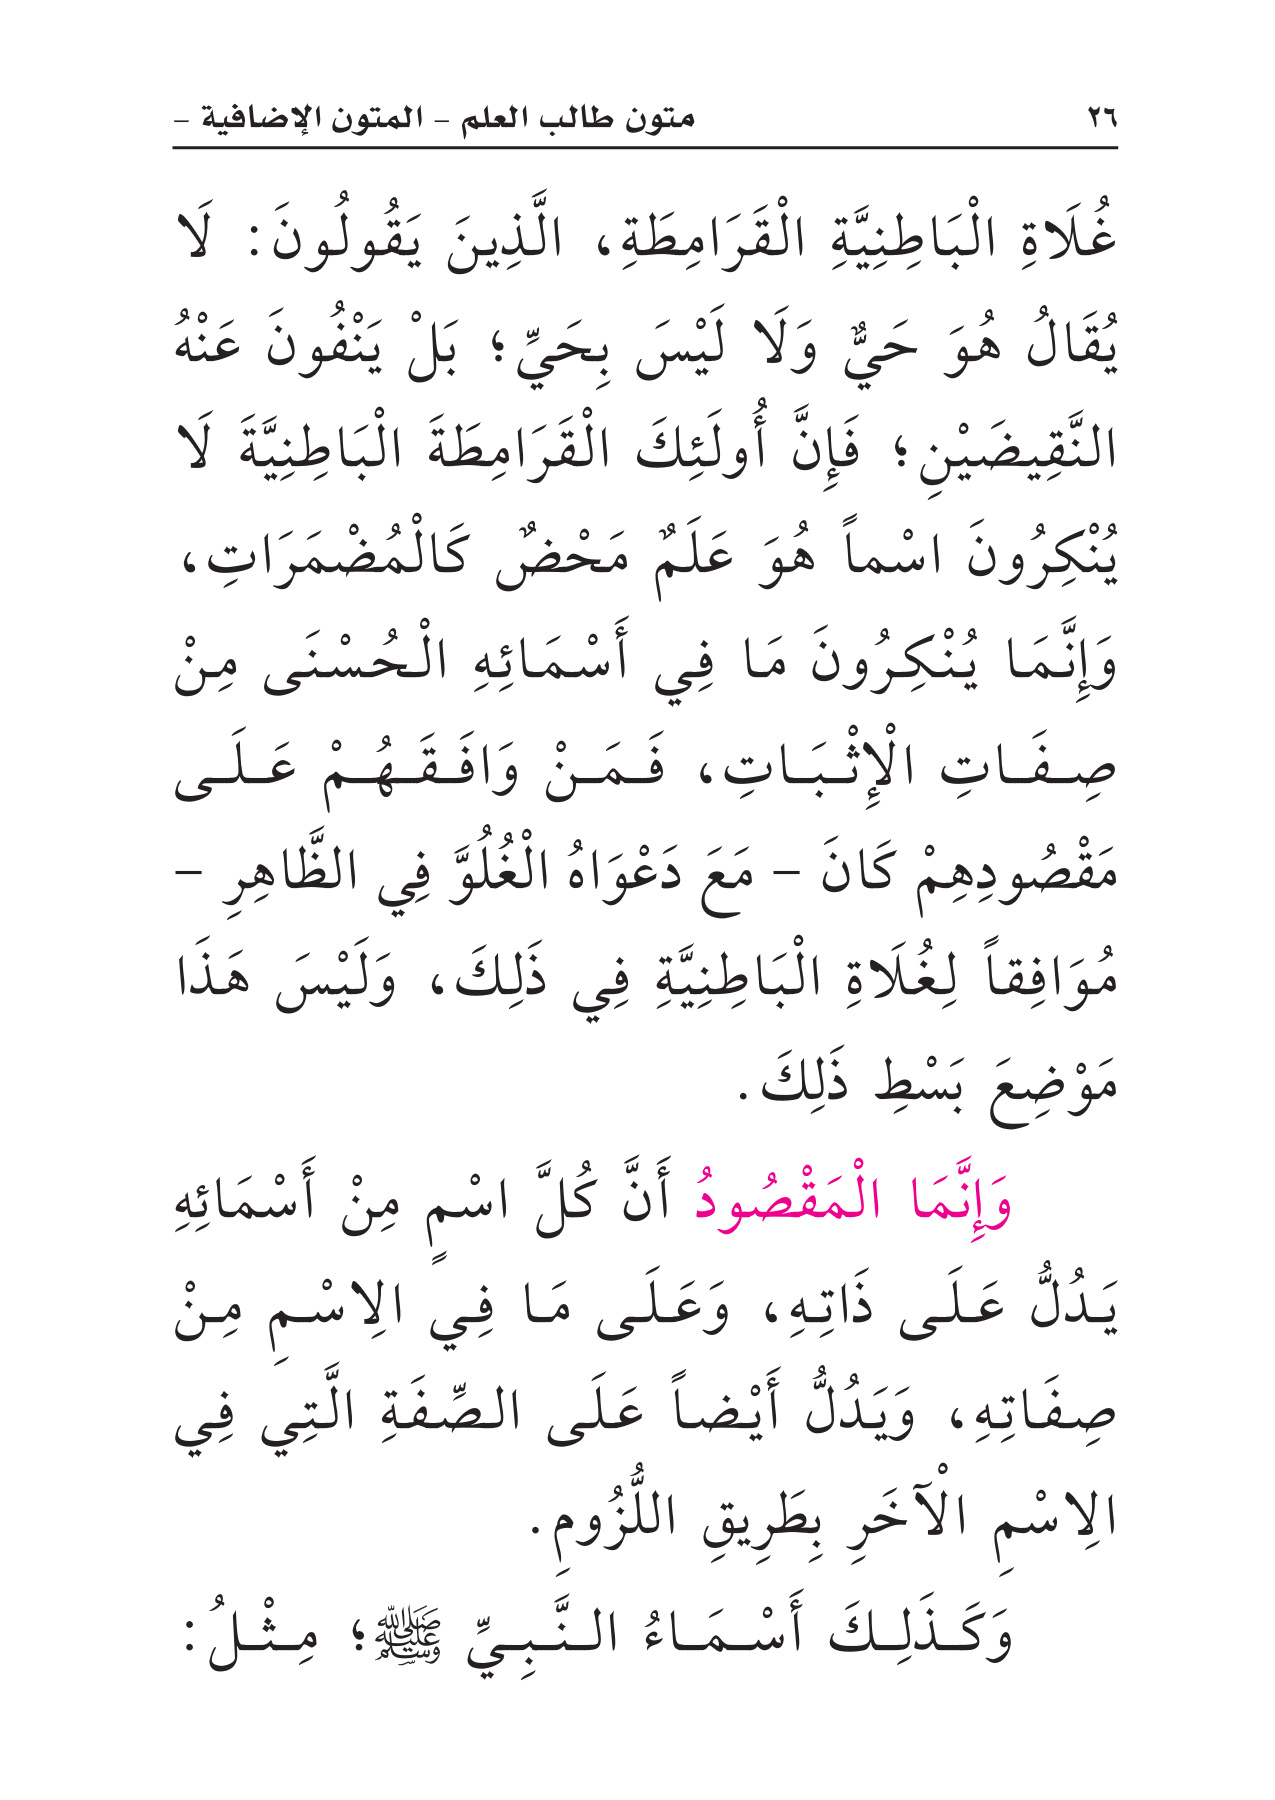 ٢٦ متون طالب العلم – المتون الإضافية –
غُلَاةِ الْبَاطِنِيَّةِ الْقَرَامِطَةِ، الَّذِينَ يَقُولُونَ: لَا
يُقَالُ هُوَ حَيٌّ وَلَا لَيْسَ بِحَيٍّ؛ بَلْ يَنْفُونَ عَنْهُ
النَّقِيضَيْنِ؛ فَإِنَّ أُولَئِكَ الْقَرَامِطَةَ الْبَاطِنِيَّةَ لَا
يُنْكِرُونَ اسْماً هُوَ عَلَمٌ مَحْضٌ كَالْمُضْمَرَاتِ،
وَإِنَّمَا يُنْكِرُونَ مَا فِي أَسْمَائِهِ الْحُسْنَى مِنْ
صِفَاتِ الْإِثْبَاتِ، فَمَنْ وَافَقَهُمْ عَلَى
مَقْصُودِهِمْ كَانَ – مَعَ دَعْوَاهُ الْغُلُوَّ فِي الظَّاهِرِ –
مُوَافِقاً لِغُلَاةِ الْبَاطِنِيَّةِ فِي ذَلِكَ، وَلَيْسَ هَذَا
مَوْضِعَ بَسْطِ ذَلِكَ.
وَإِنَّمَا الْمَقْصُودُ أَنَّ كُلَّ اسْمٍ مِنْ أَسْمَائِهِ
يَدُلُّ عَلَى ذَاتِهِ، وَعَلَى مَا فِي الِاسْمِ مِنْ
صِفَاتِهِ، وَيَدُلُّ أَيْضاً عَلَى الصِّفَةِ الَّتِي فِي
الِاسْمِ الْآخَرِ بِطَرِيقِ اللُّزُومِ.
وَكَذَلِكَ أَسْمَاءُ النَّبِيِّ ﷺ؛ مِثْلُ: